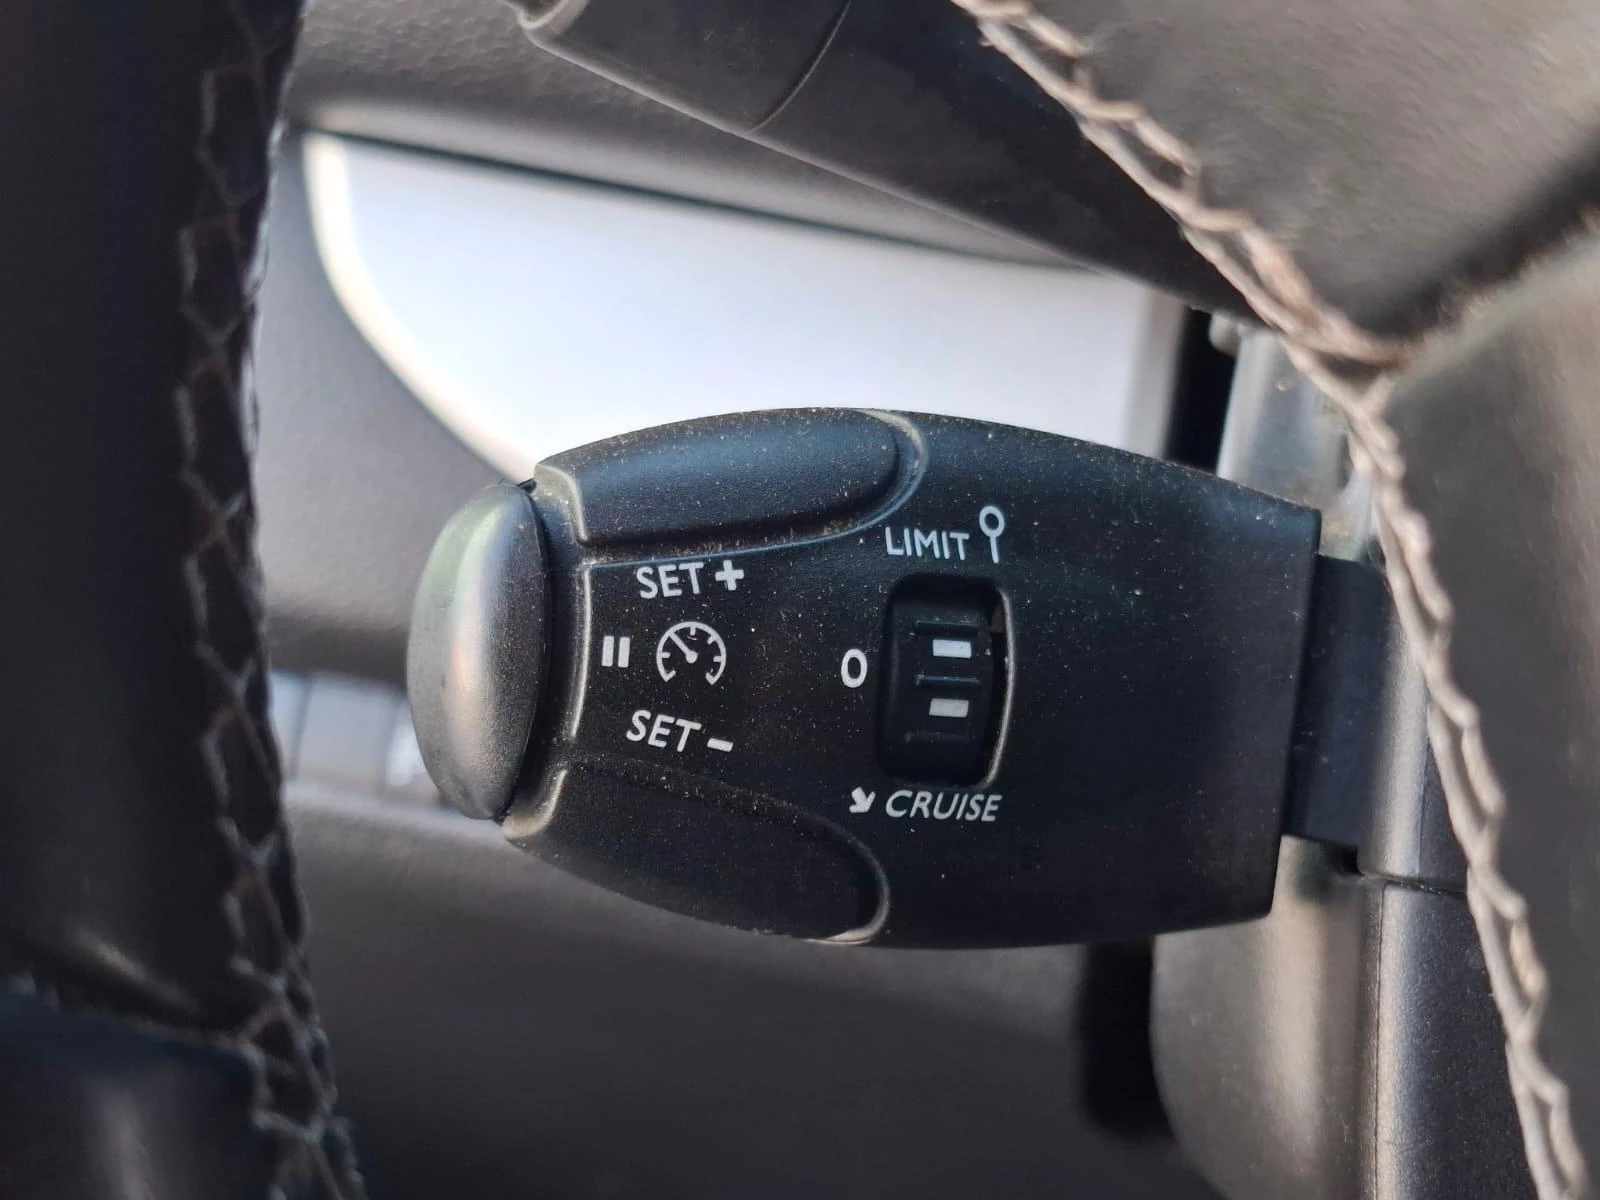 LIMIT
SET +
0
SET -
CRUISE